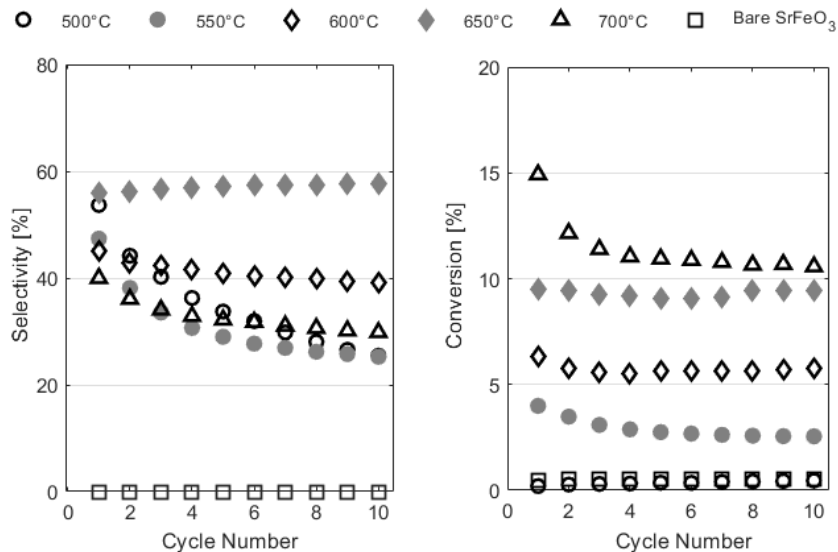 500°C 550°C 600°C 650°C 700°C Bare SrFeO₃
80
60
40
20
0
Selectivity [%]
0 2 4 6 8 10
Cycle Number
20
15
10
5
0
Conversion [%]
0 2 4 6 8 10
Cycle Number